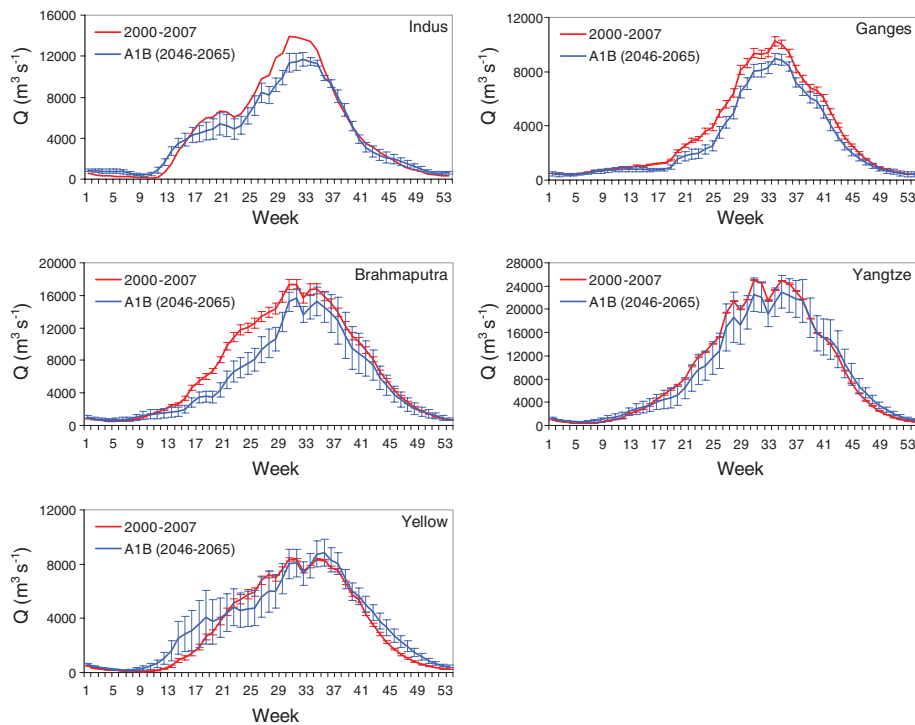 Indus
2000-2007
A1B (2046-2065)
Q (m³ s⁻¹)
16000
12000
8000
4000
0
1 5 9 13 17 21 25 29 33 37 41 45 49 53
Week
Ganges
2000-2007
A1B (2046-2065)
Q (m³ s⁻¹)
12000
8000
4000
0
1 5 9 13 17 21 25 29 33 37 41 45 49 53
Week
Brahmaputra
2000-2007
A1B (2046-2065)
Q (m³ s⁻¹)
20000
16000
12000
8000
4000
0
1 5 9 13 17 21 25 29 33 37 41 45 49 53
Week
Yangtze
2000-2007
A1B (2046-2065)
Q (m³ s⁻¹)
28000
24000
20000
16000
12000
8000
4000
0
1 5 9 13 17 21 25 29 33 37 41 45 49 53
Week
Yellow
2000-2007
A1B (2046-2065)
Q (m³ s⁻¹)
12000
8000
4000
0
1 5 9 13 17 21 25 29 33 37 41 45 49 53
Week